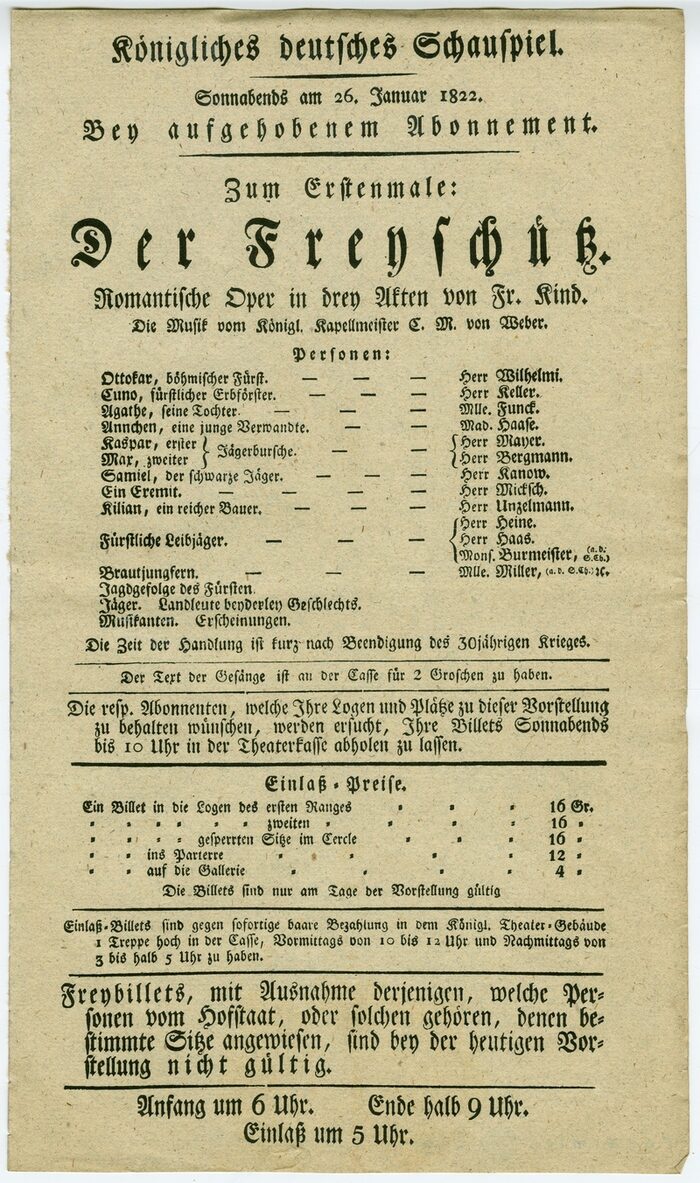 Königliches deutsches Schauspiel.
Sonnabends am 26. Januar 1822.
Bey aufgehobenem Abonnement.
Zum Erstenmale:
Der Freyschütz.
Romantische Oper in drey Akten von Fr. Kind.
Die Musik vom Königl. Kapellmeister C. M. von Weber.
Personen:
Ottokar, böhmischer Fürst. — — — Herr Wilhelmi.
Cuno, fürstlicher Erbförster. — — — Herr Keller.
Agathe, seine Tochter. — — — Mlle. Funck.
Annchen, eine junge Verwandte. — — Mad. Haase.
Kaspar, erster } Jägerbursche. — — { Herr Mayer.
Max, zweiter } { Herr Bergmann.
Samiel, der schwarze Jäger. — — — Herr Kanow.
Ein Eremit. — — — — Herr Micksch.
Kilian, ein reicher Bauer. — — — Herr Unzelmann.
{ Herr Heine.
Fürstliche Leibjäger. — — — { Herr Haas.
{ Mons. Burmeister, (a. d. S. Ch.)
Brautjungfern. — — — Mlle. Miller, (a. d. S. Ch.) ꝛc.
Jagdgefolge des Fürsten.
Jäger. Landleute beyderley Geschlechts.
Musikanten. Erscheinungen.
Die Zeit der Handlung ist kurz nach Beendigung des 30jährigen Krieges.
Der Text der Gesänge ist an der Casse für 2 Groschen zu haben.
Die resp. Abonnenten, welche Ihre Logen und Plätze zu dieser Vorstellung
zu behalten wünschen, werden ersucht, Ihre Billets Sonnabends
bis 10 Uhr in der Theaterkasse abholen zu lassen.
Einlaß-Preise.
Ein Billet in die Logen des ersten Ranges 16 Gr.
zweiten 16
gesperrten Sitze im Cercle 16
ins Parterre 12
auf die Gallerie 4
Die Billets sind nur am Tage der Vorstellung gültig
Einlaß-Billets sind gegen sofortige baare Bezahlung in dem Königl. Theater-Gebäude
1 Treppe hoch in der Casse, Vormittags von 10 bis 12 Uhr und Nachmittags von
3 bis halb 5 Uhr zu haben.
Freybillets, mit Ausnahme derjenigen, welche Per-
sonen vom Hofstaat, oder solchen gehören, denen be-
stimmte Sitze angewiesen, sind bey der heutigen Vor-
stellung nicht gültig.
Anfang um 6 Uhr. Ende halb 9 Uhr.
Einlaß um 5 Uhr.